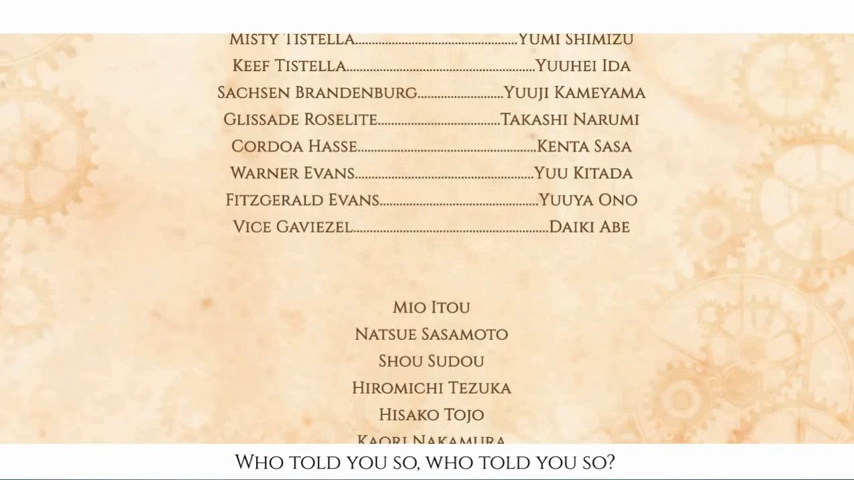 Misty Tistella..................................................Yumi Shimizu
Keef Tistella..........................................................Yuuhei Ida
Sachsen Brandenburg..........................Yuuji Kameyama
Glissade Roselite.....................................Takashi Narumi
Cordoa Hasse.......................................................Kenta Sasa
Warner Evans......................................................Yuu Kitada
Fitzgerald Evans................................................Yuuya Ono
Vice Gaviezel...........................................................Daiki Abe
Mio Itou
Natsue Sasamoto
Shou Sudou
Hiromichi Tezuka
Hisako Tojo
Kaori Nakamura
Who told you so, who told you so?